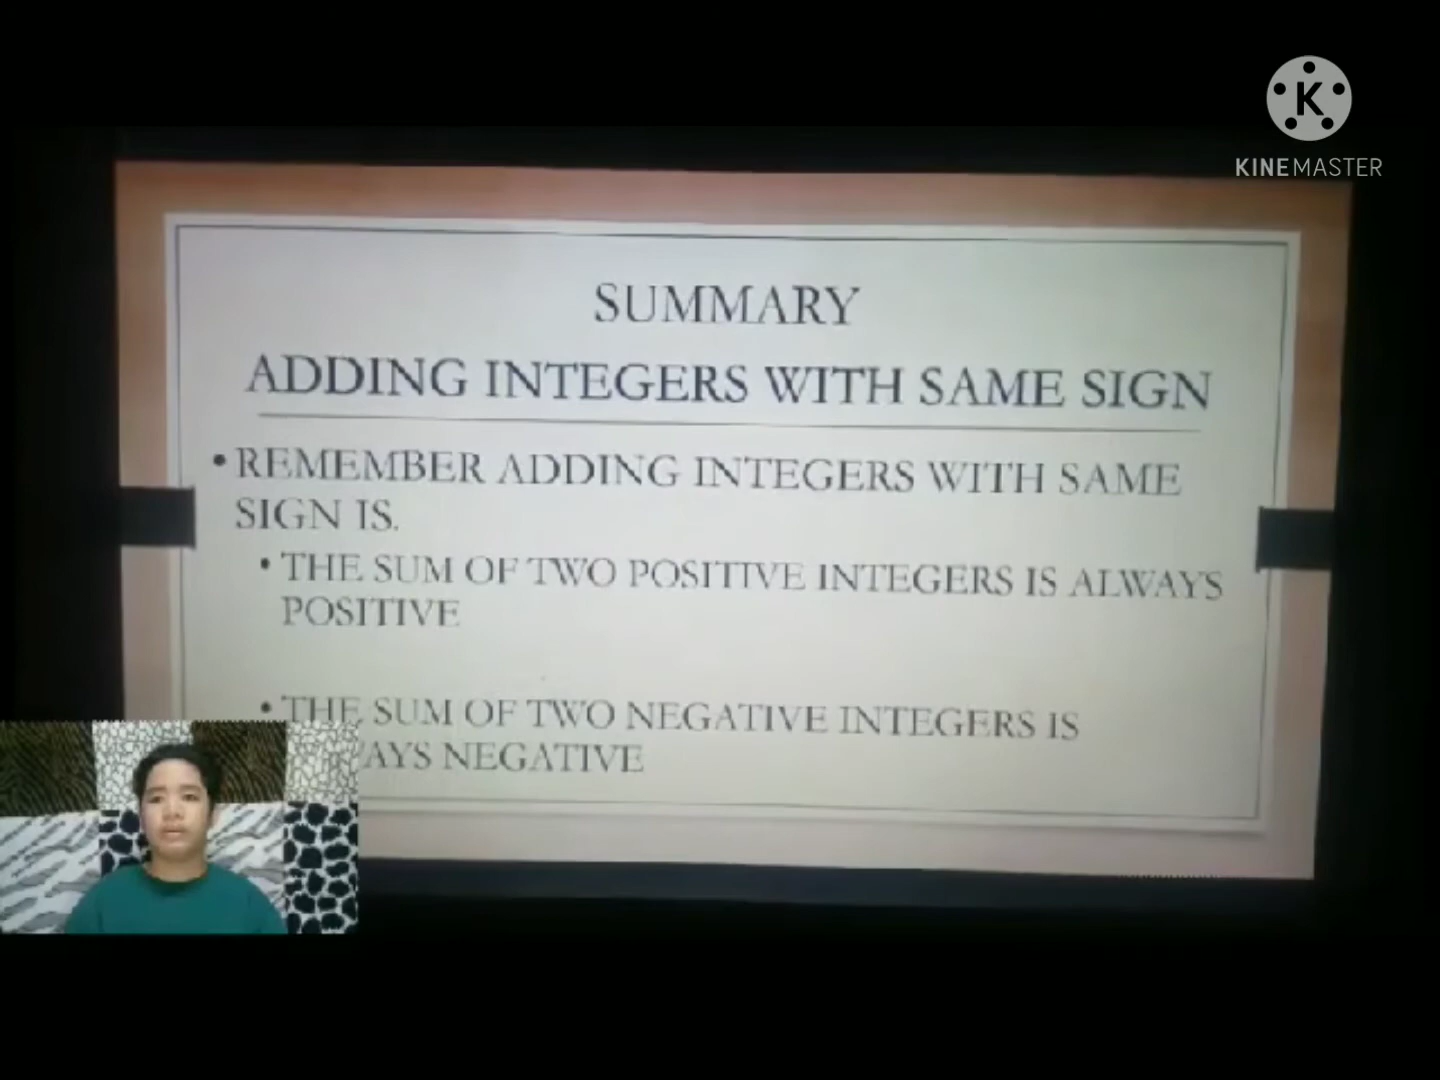 KINEMASTER
SUMMARY
ADDING INTEGERS WITH SAME SIGN
• REMEMBER ADDING INTEGERS WITH SAME
SIGN IS.
• THE SUM OF TWO POSITIVE INTEGERS IS ALWAYS
POSITIVE
• THE SUM OF TWO NEGATIVE INTEGERS IS
NEGATIVE